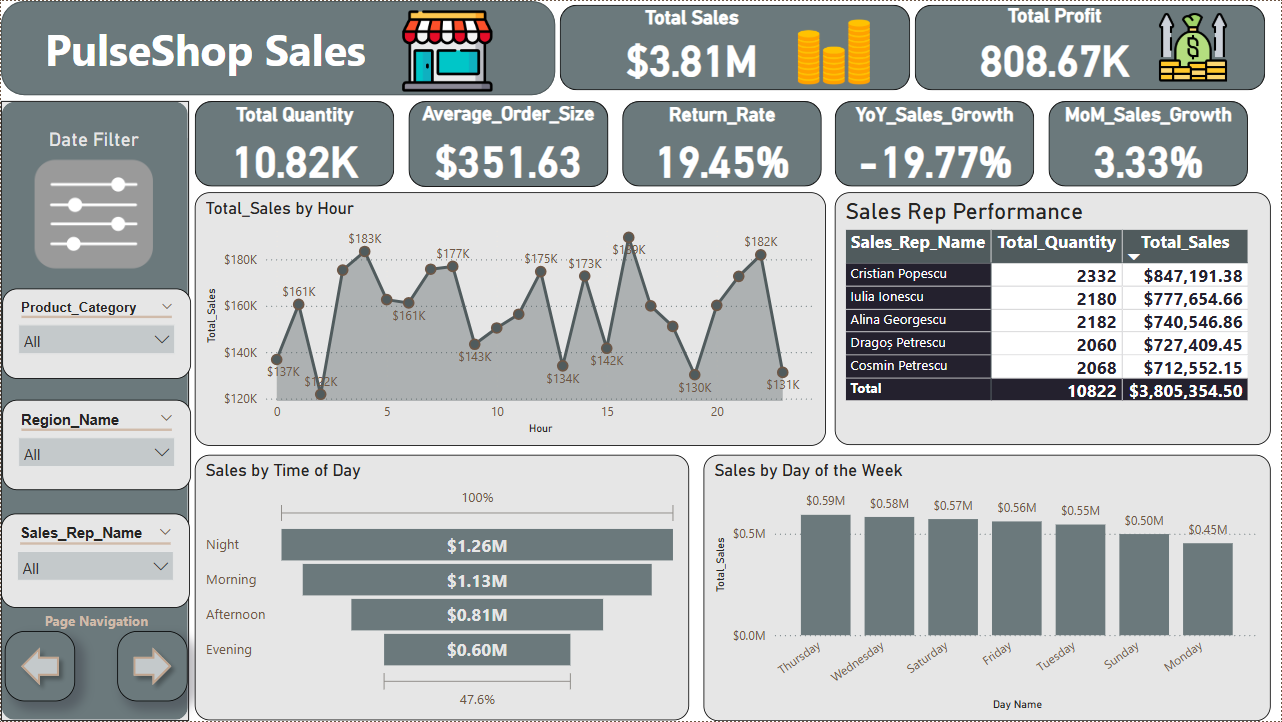 PulseShop Sales
Total Sales
$3.81M
Total Profit
808.67K
Date Filter
Total Quantity
10.82K
Average_Order_Size
$351.63
Return_Rate
19.45%
YoY_Sales_Growth
-19.77%
MoM_Sales_Growth
3.33%
Product_Category
All
Region_Name
All
Sales_Rep_Name
All
Page Navigation
Total_Sales by Hour
Total_Sales
$180K
$160K
$140K
$120K
$137K
$161K
$122K
$183K
$161K
$177K
$143K
$175K
$134K
$173K
$142K
$189K
$130K
$182K
$131K
0 5 10 15 20
Hour
Sales Rep Performance
Sales_Rep_Name Total_Quantity Total_Sales
Cristian Popescu 2332 $847,191.38
Iulia Ionescu 2180 $777,654.66
Alina Georgescu 2182 $740,546.86
Dragoș Petrescu 2060 $727,409.45
Cosmin Petrescu 2068 $712,552.15
Total 10822 $3,805,354.50
Sales by Time of Day
100%
Night $1.26M
Morning $1.13M
Afternoon $0.81M
Evening $0.60M
47.6%
Sales by Day of the Week
Total_Sales
$0.5M
$0.0M
$0.59M $0.58M $0.57M $0.56M $0.55M $0.50M $0.45M
Thursday Wednesday Saturday Friday Tuesday Sunday Monday
Day Name